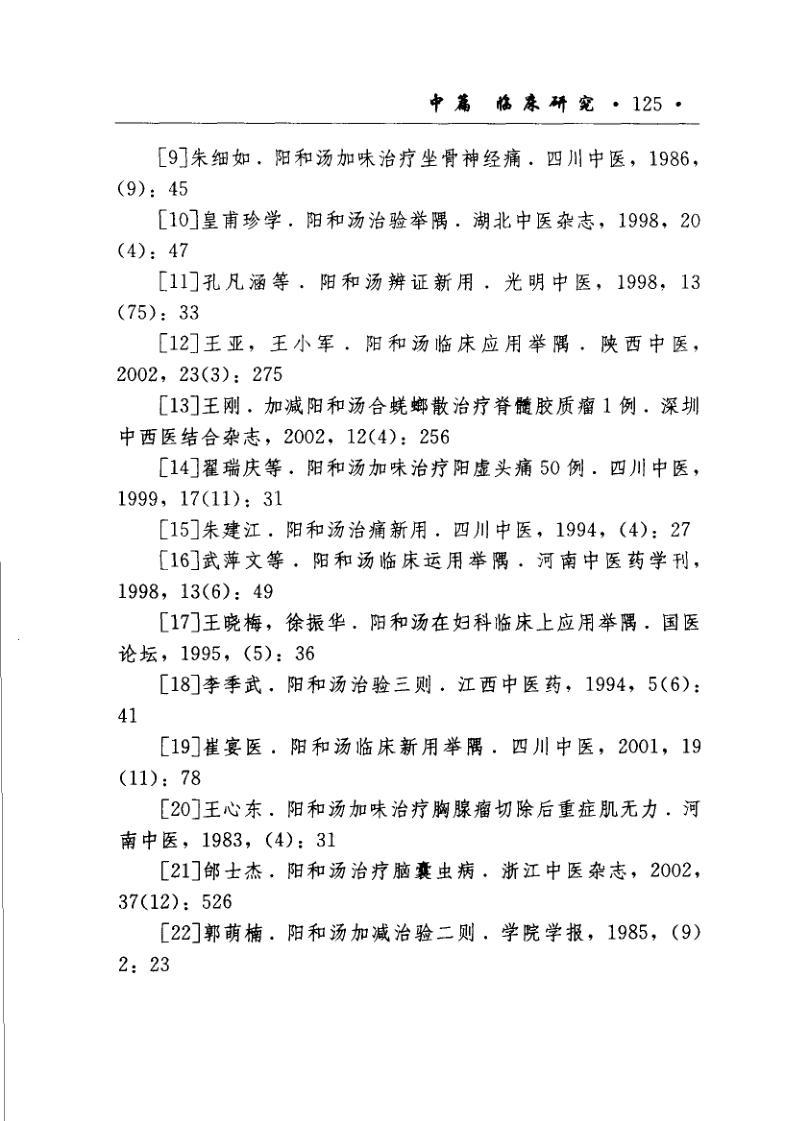 中篇 临床研究 · 125 ·
[9]朱细如．阳和汤加味治疗坐骨神经痛．四川中医，1986，
(9)：45
[10]皇甫珍学．阳和汤治验举隅．湖北中医杂志，1998，20
(4)：47
[11]孔凡涵等．阳和汤辨证新用．光明中医，1998，13
(75)：33
[12]王亚，王小军．阳和汤临床应用举隅．陕西中医，
2002，23(3)：275
[13]王刚．加减阳和汤合蜣螂散治疗脊髓胶质瘤1例．深圳
中西医结合杂志，2002，12(4)：256
[14]翟瑞庆等．阳和汤加味治疗阳虚头痛50例．四川中医，
1999，17(11)：31
[15]朱建江．阳和汤治痛新用．四川中医，1994，(4)：27
[16]武萍文等．阳和汤临床运用举隅．河南中医药学刊，
1998，13(6)：49
[17]王晓梅，徐振华．阳和汤在妇科临床上应用举隅．国医
论坛，1995，(5)：36
[18]李季武．阳和汤治验三则．江西中医药，1994，5(6)：
41
[19]崔宴医．阳和汤临床新用举隅．四川中医，2001，19
(11)：78
[20]王心东．阳和汤加味治疗胸腺瘤切除后重症肌无力．河
南中医，1983，(4)：31
[21]邰士杰．阳和汤治疗脑囊虫病．浙江中医杂志，2002，
37(12)：526
[22]郭萌楠．阳和汤加减治验二则．学院学报，1985，(9)
2：23